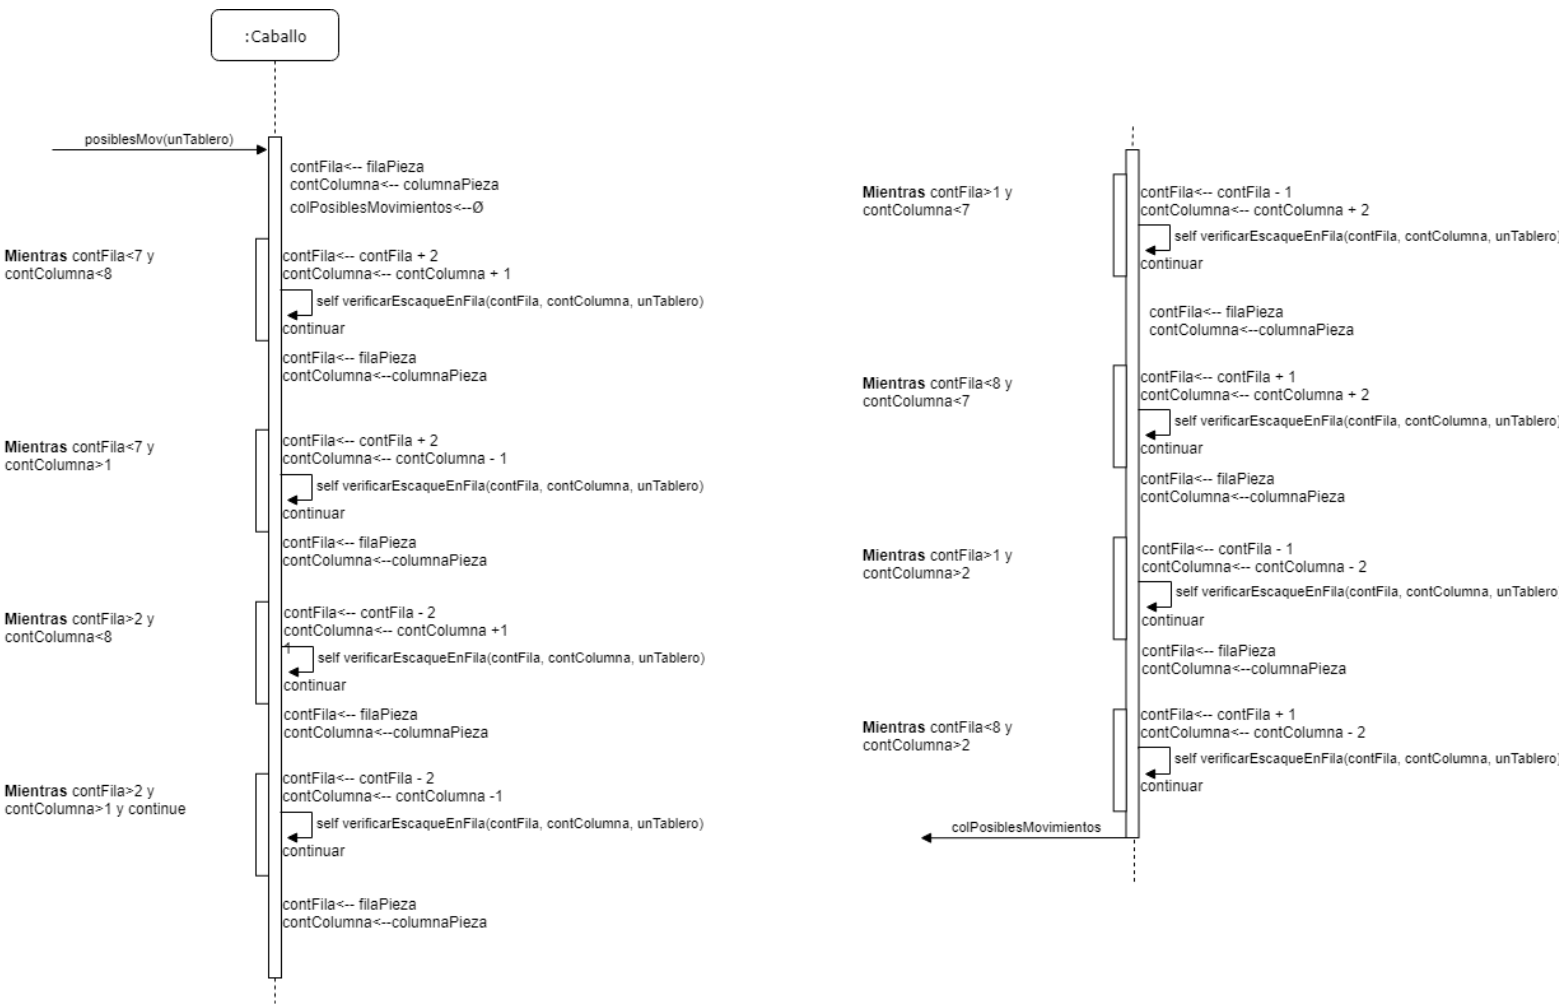 :Caballo
posiblesMov(unTablero)
contFila<-- filaPieza
contColumna<-- columnaPieza
colPosiblesMovimientos<--Ø
Mientras contFila<7 y
contColumna<8
contFila<-- contFila + 2
contColumna<-- contColumna + 1
self verificarEscaqueEnFila(contFila, contColumna, unTablero)
continuar
contFila<-- filaPieza
contColumna<--columnaPieza
Mientras contFila<7 y
contColumna>1
contFila<-- contFila + 2
contColumna<-- contColumna - 1
self verificarEscaqueEnFila(contFila, contColumna, unTablero)
continuar
contFila<-- filaPieza
contColumna<--columnaPieza
Mientras contFila>2 y
contColumna<8
contFila<-- contFila - 2
contColumna<-- contColumna +1
1
self verificarEscaqueEnFila(contFila, contColumna, unTablero)
continuar
contFila<-- filaPieza
contColumna<--columnaPieza
Mientras contFila>2 y
contColumna>1 y continue
contFila<-- contFila - 2
contColumna<-- contColumna -1
self verificarEscaqueEnFila(contFila, contColumna, unTablero)
continuar
contFila<-- filaPieza
contColumna<--columnaPieza
Mientras contFila>1 y
contColumna<7
contFila<-- contFila - 1
contColumna<-- contColumna + 2
self verificarEscaqueEnFila(contFila, contColumna, unTablero)
continuar
contFila<-- filaPieza
contColumna<--columnaPieza
Mientras contFila<8 y
contColumna<7
contFila<-- contFila + 1
contColumna<-- contColumna + 2
self verificarEscaqueEnFila(contFila, contColumna, unTablero)
continuar
contFila<-- filaPieza
contColumna<--columnaPieza
Mientras contFila>1 y
contColumna>2
contFila<-- contFila - 1
contColumna<-- contColumna - 2
self verificarEscaqueEnFila(contFila, contColumna, unTablero
continuar
contFila<-- filaPieza
contColumna<--columnaPieza
Mientras contFila<8 y
contColumna>2
contFila<-- contFila + 1
contColumna<-- contColumna - 2
self verificarEscaqueEnFila(contFila, contColumna, unTablero)
continuar
colPosiblesMovimientos